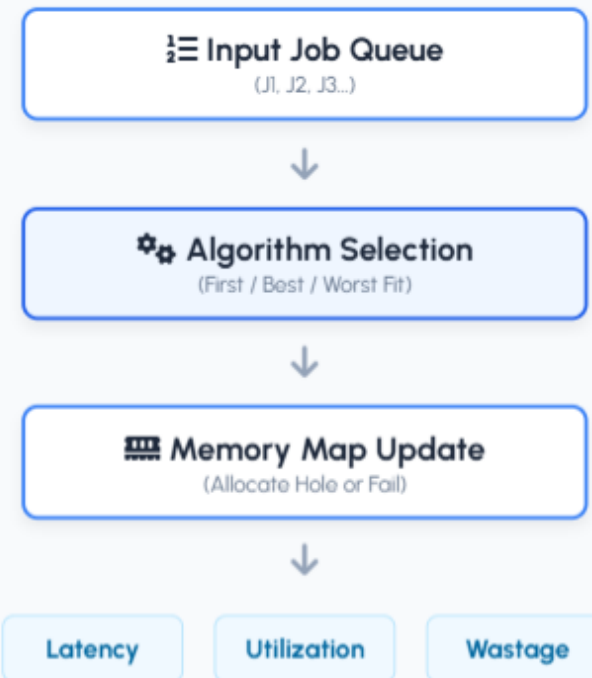 Input Job Queue
(J1, J2, J3...)
Algorithm Selection
(First / Best / Worst Fit)
Memory Map Update
(Allocate Hole or Fail)
Latency Utilization Wastage